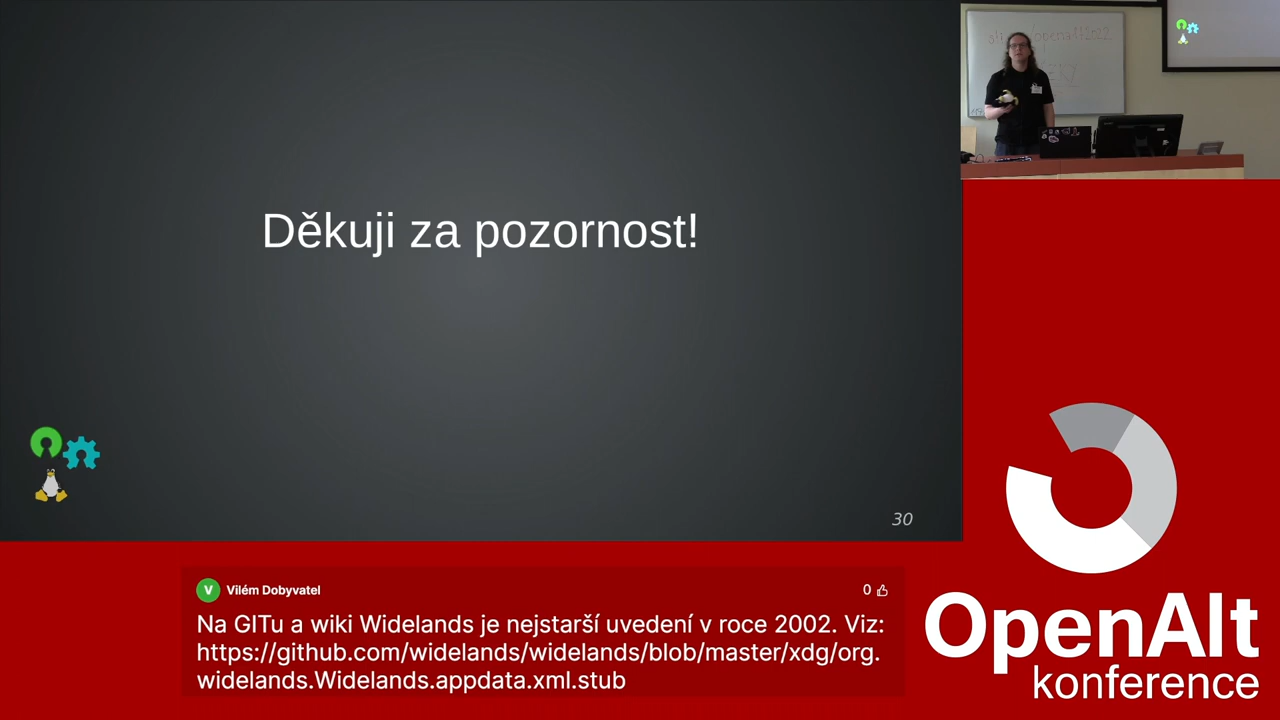 Děkuji za pozornost!
30
V
Vilém Dobyvatel
0
Na GITu a wiki Widelands je nejstarší uvedení v roce 2002. Viz:
https://github.com/widelands/widelands/blob/master/xdg/org.
widelands.Widelands.appdata.xml.stub
OpenAlt
konference